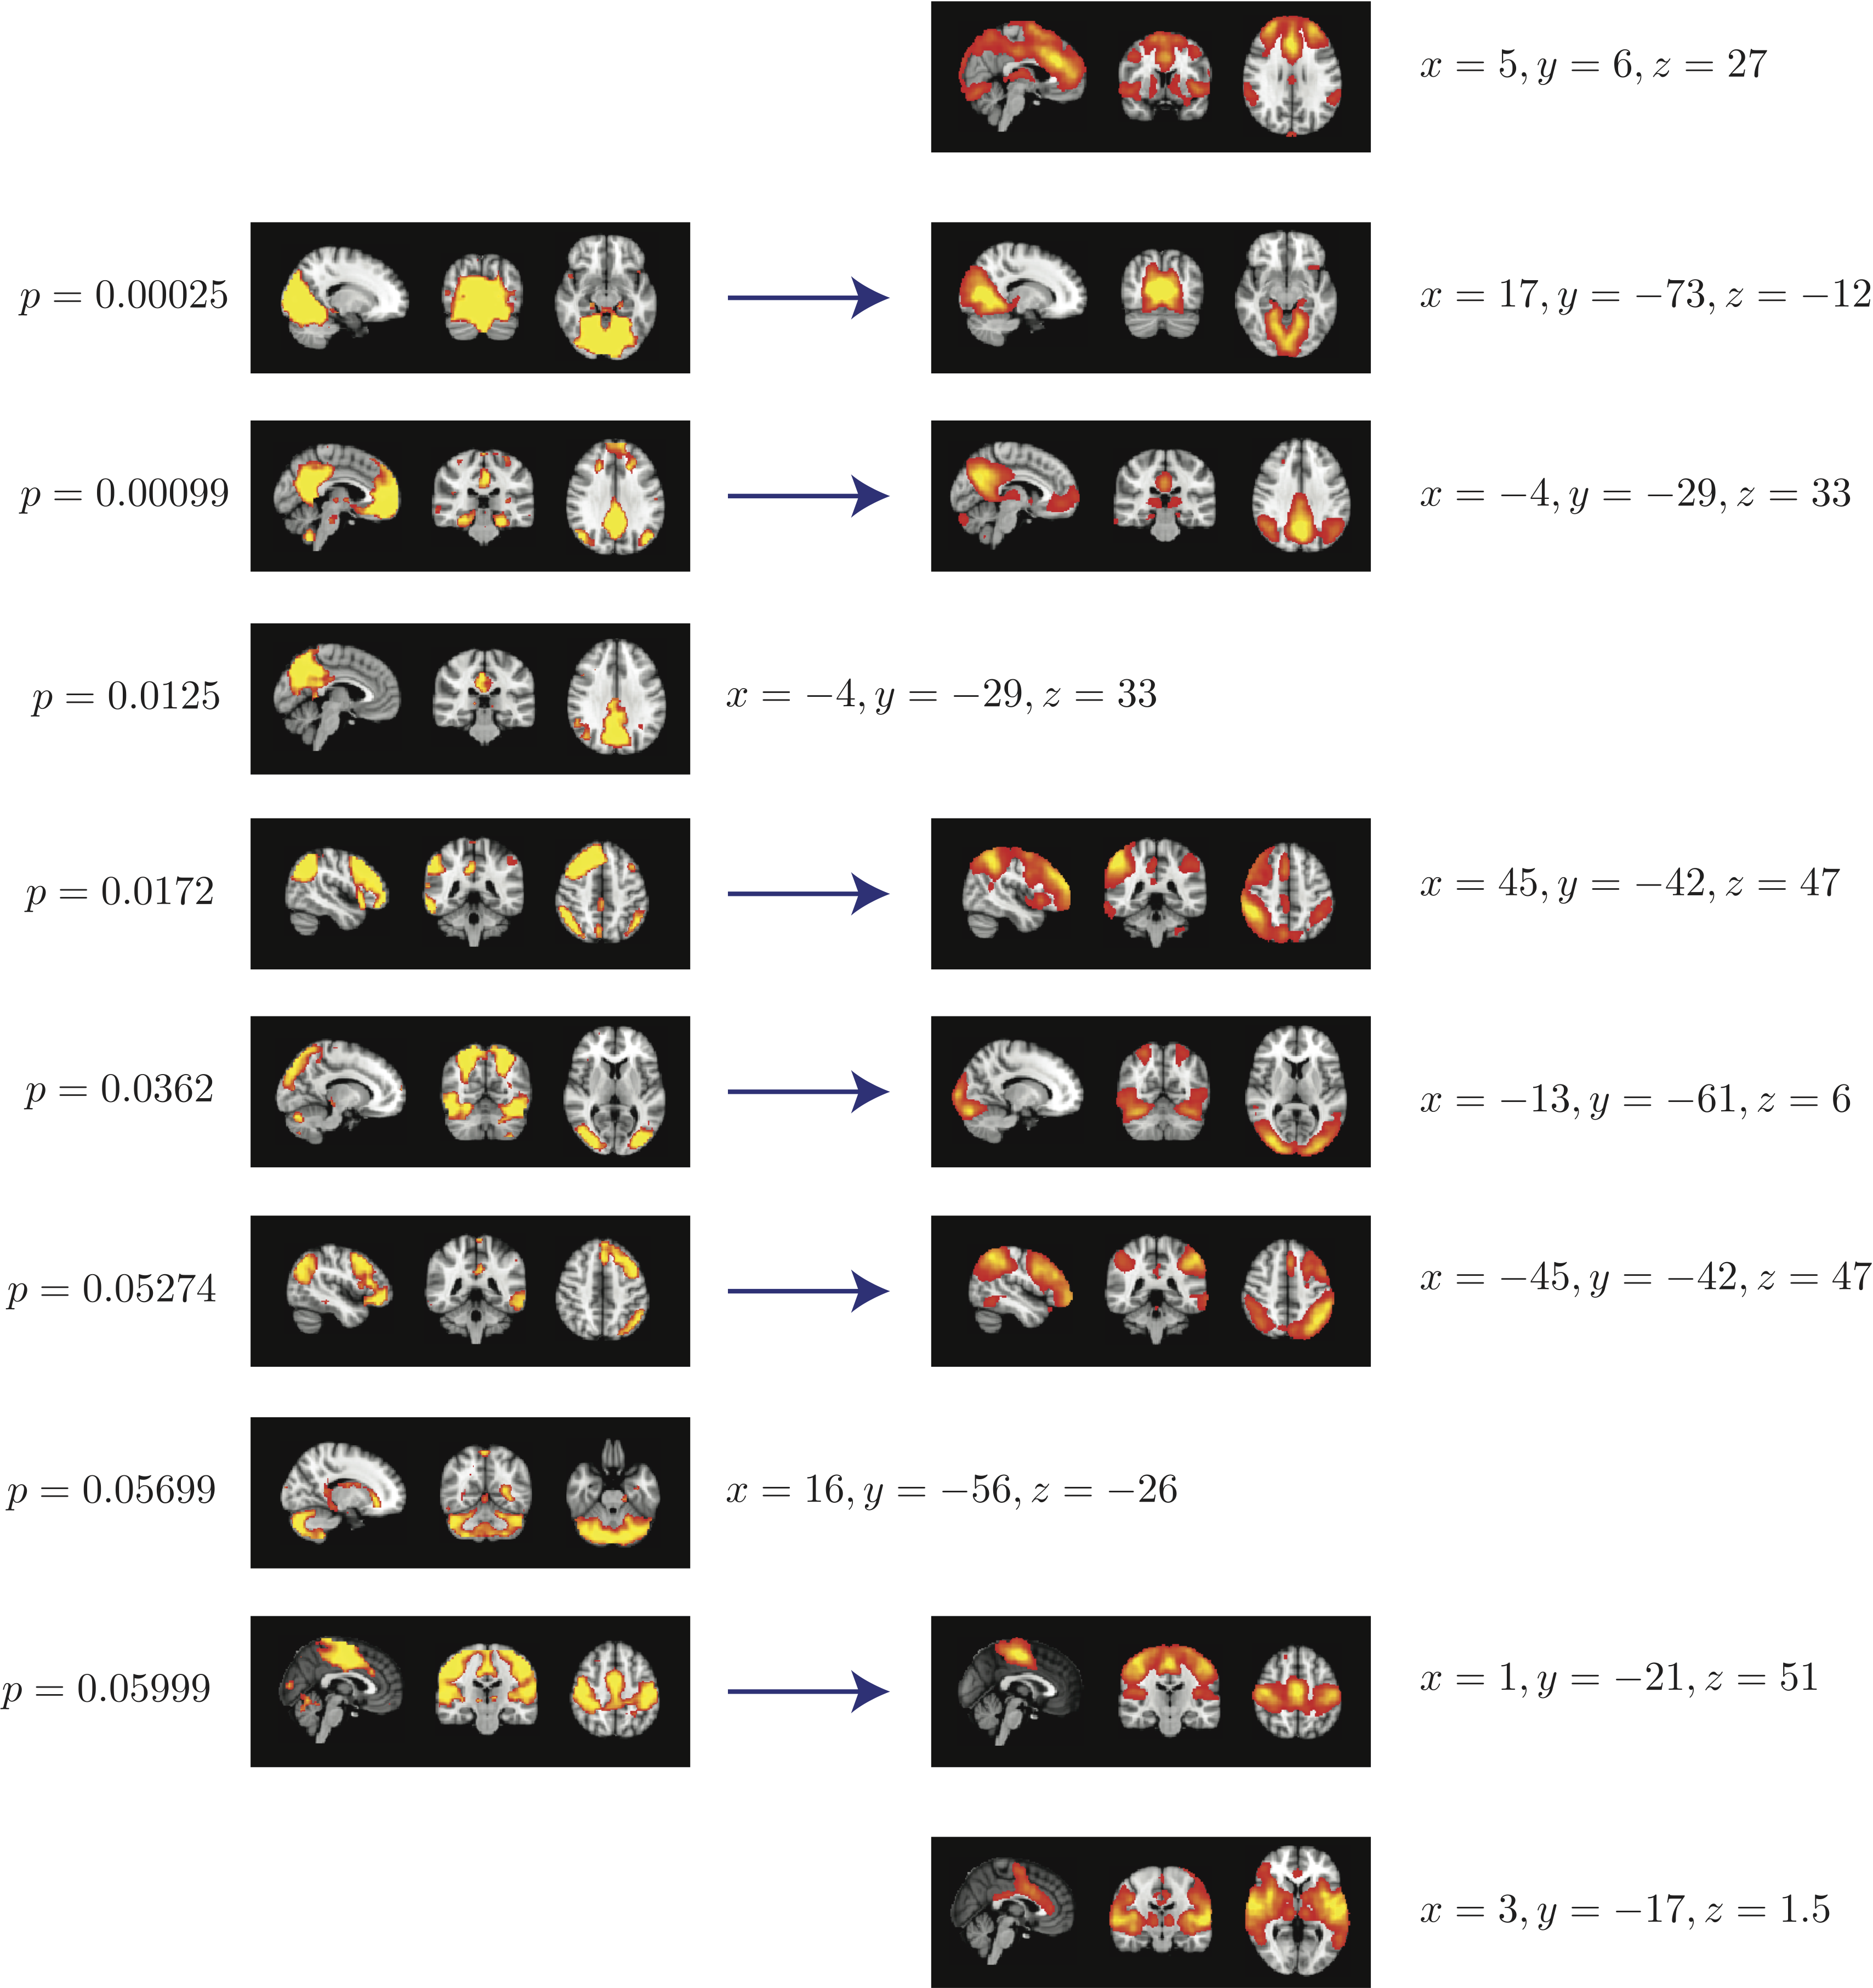 x = 5, y = 6, z = 27
p = 0.00025
x = 17, y = −73, z = −12
p = 0.00099
x = −4, y = −29, z = 33
p = 0.0125
x = −4, y = −29, z = 33
p = 0.0172
x = 45, y = −42, z = 47
p = 0.0362
x = −13, y = −61, z = 6
p = 0.05274
x = −45, y = −42, z = 47
p = 0.05699
x = 16, y = −56, z = −26
p = 0.05999
x = 1, y = −21, z = 51
x = 3, y = −17, z = 1.5